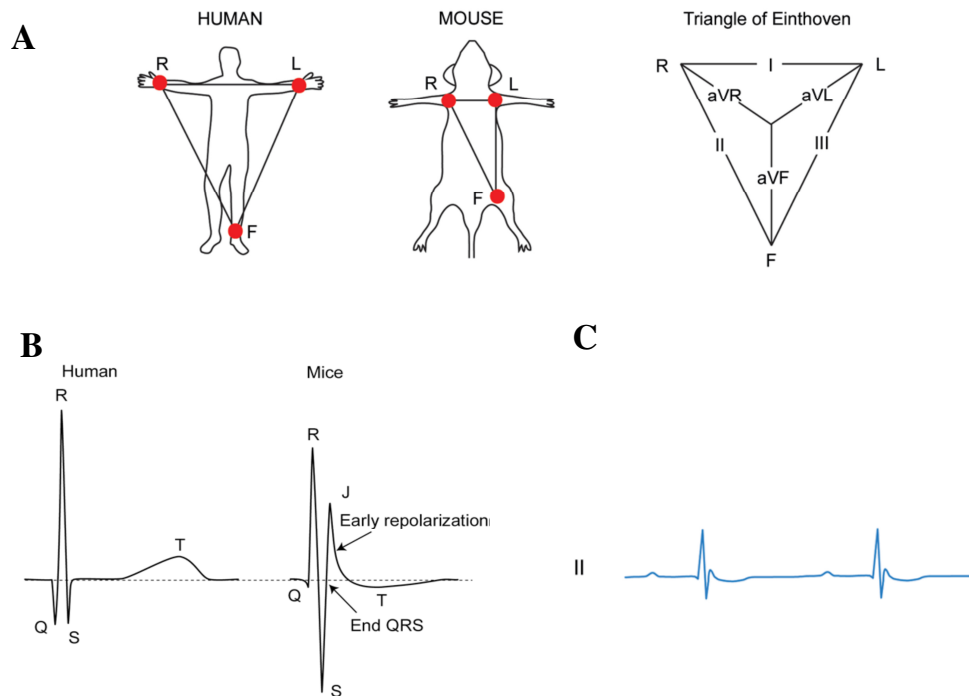 A
HUMAN
R
L
F
MOUSE
R
L
F
Triangle of Einthoven
R
I
L
aVR
aVL
II
III
aVF
F
B
Human
R
Q
S
T
Mice
R
J
Early repolarization
Q
T
End QRS
S
C
II